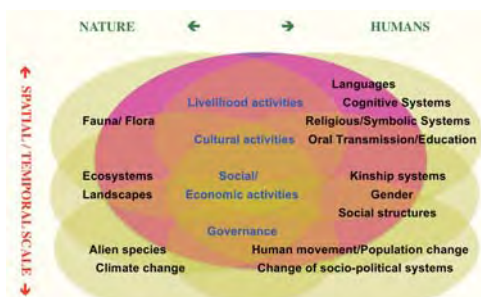 NATURE ← → HUMANS
← SPATIAL / TEMPORAL SCALE →
Languages
Livelihood activities Cognitive Systems
Fauna/ Flora Religious/Symbolic Systems
Cultural activities Oral Transmission/Education
Ecosystems Social/ Kinship systems
Landscapes Economic activities Gender
Social structures
Governance
Alien species Human movement/Population change
Climate change Change of socio-political systems